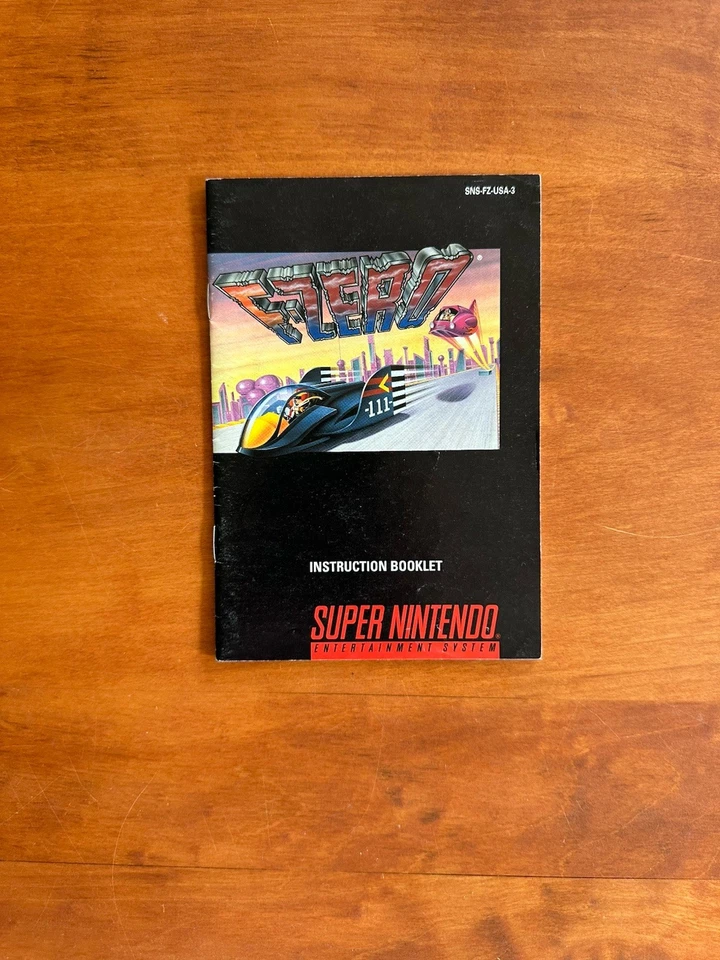 SNS-FZ-USA-3
F-ZERO®
-111-
INSTRUCTION BOOKLET
SUPER NINTENDO®
ENTERTAINMENT SYSTEM